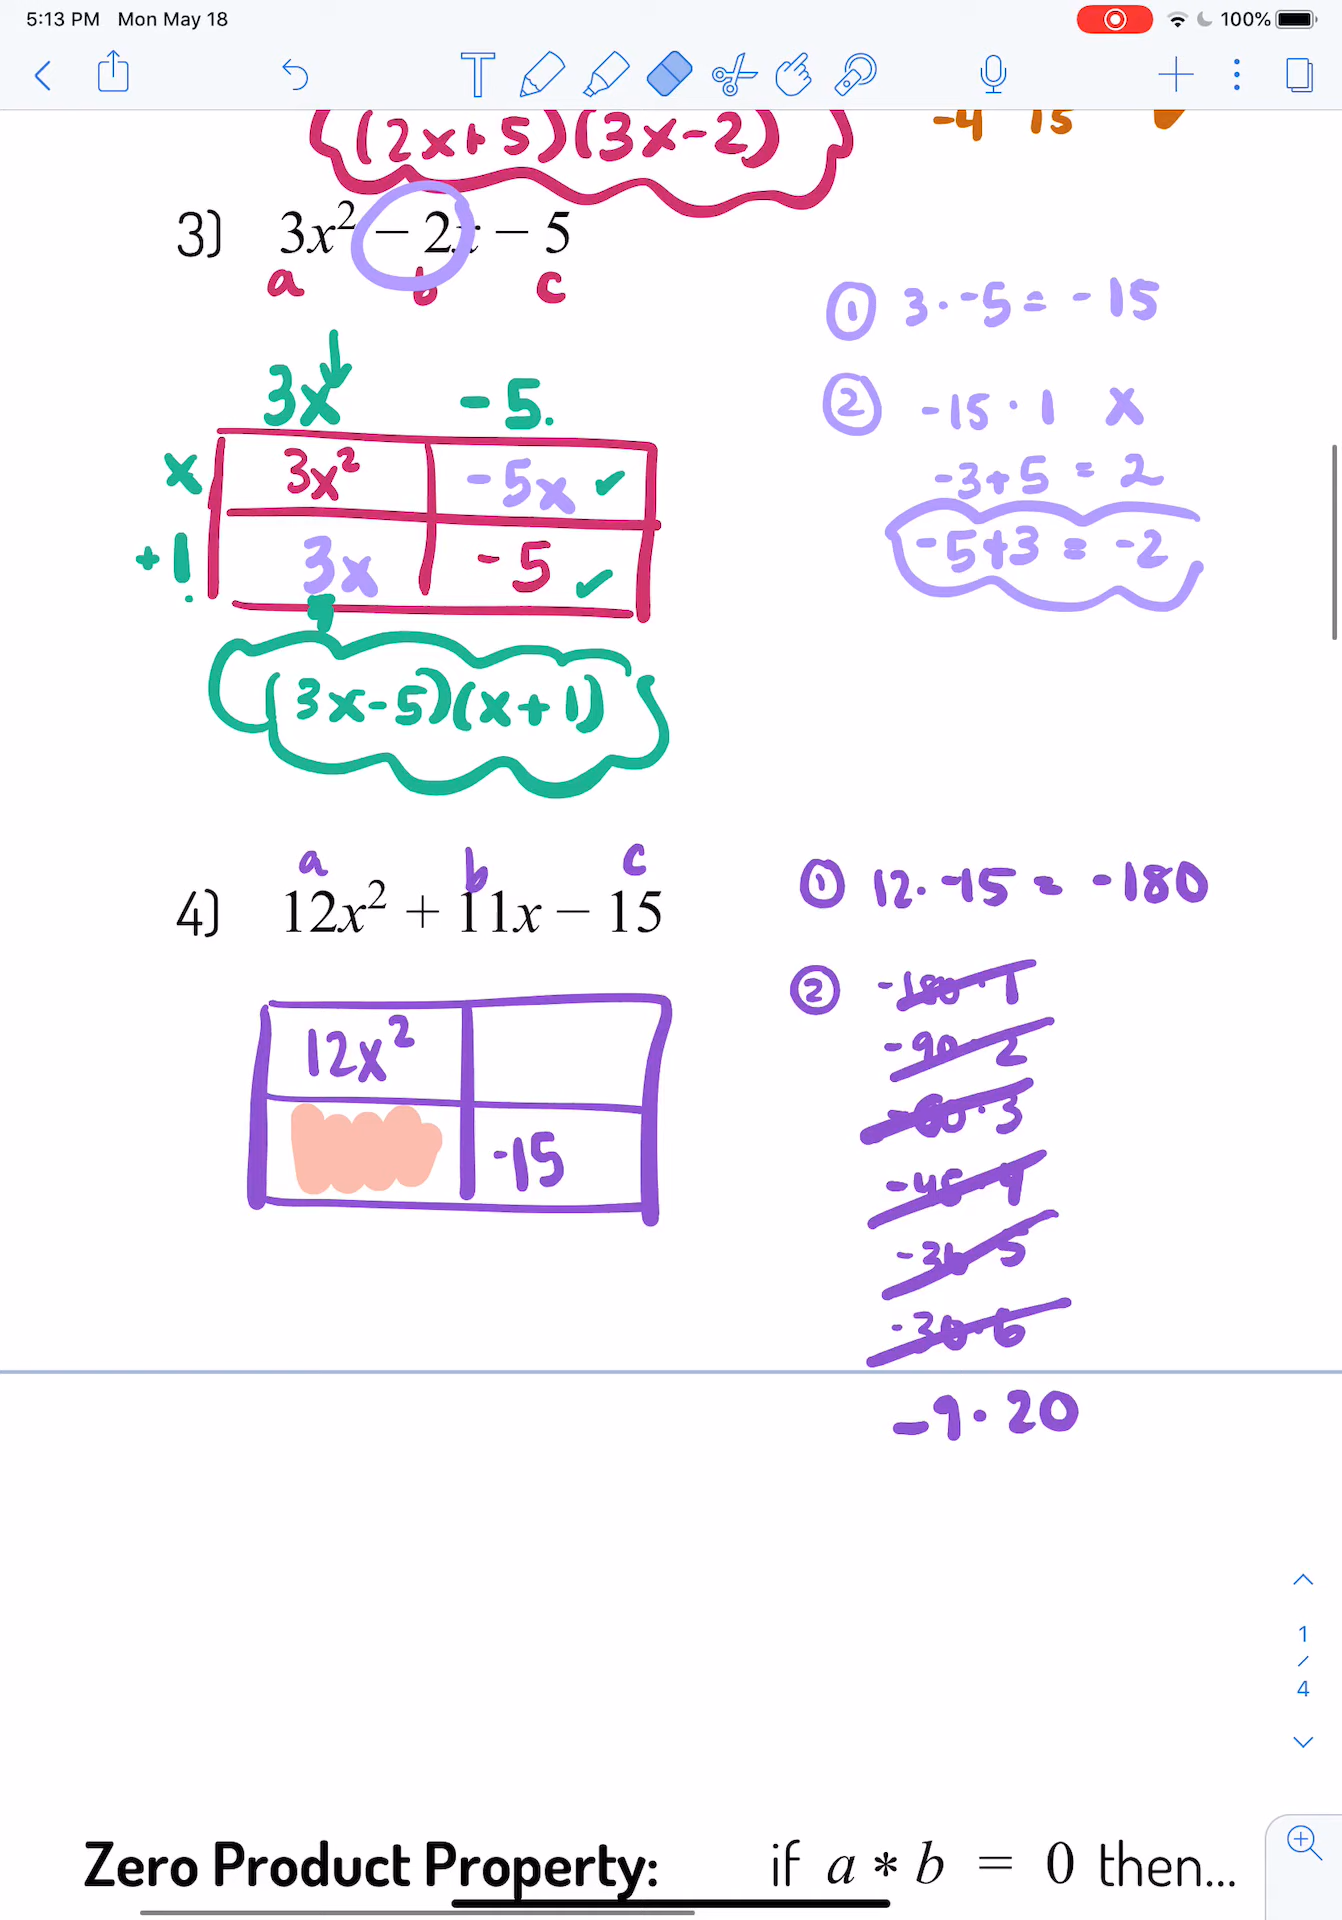 5:13 PM Mon May 18
100%
T
(2x+5)(3x-2)
-4 15
3) 3x² − 2x − 5
a b c
① 3 · -5 = -15
② -15 · 1 X
-3+5 = 2
-5+3 = -2
3x -5.
x 3x² -5x ✓
+1 3x -5 ✓
(3x-5)(x+1)
a b c
4) 12x² + 11x − 15
① 12 · -15 = -180
② -180 · 1
-90 · 2
-60 · 3
-45 · 4
-36 5
-30 · 6
-9 · 20
12x²
-15
1
/
4
Zero Product Property: if a * b = 0 then...